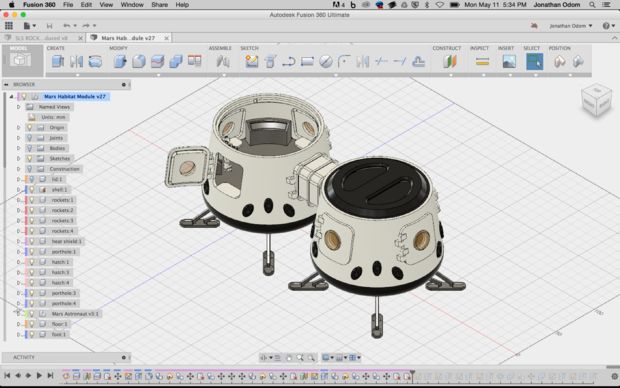 Fusion 360 File Edit View Window Share Help
4 Mon May 11 5:34 PM Jonathan Odom
Autodesk Fusion 360 Ultimate
Jonathan Odom
Mars Hab...dule v27
MODEL CREATE MODIFY ASSEMBLE SKETCH CONSTRUCT INSPECT INSERT SELECT POSITION
BROWSER
Mars Habitat Module v27
Named Views
Units: mm
Origin
Joints
Bodies
Sketches
Construction
lid:1
shell:1
rockets:1
rockets:2
rockets:3
rockets:4
heat shield:1
porthole:1
hatch:1
hatch:3
hatch:4
porthole:3
porthole:4
Mars Astronaut v3:1
floor:1
foot:1
ACTIVITY